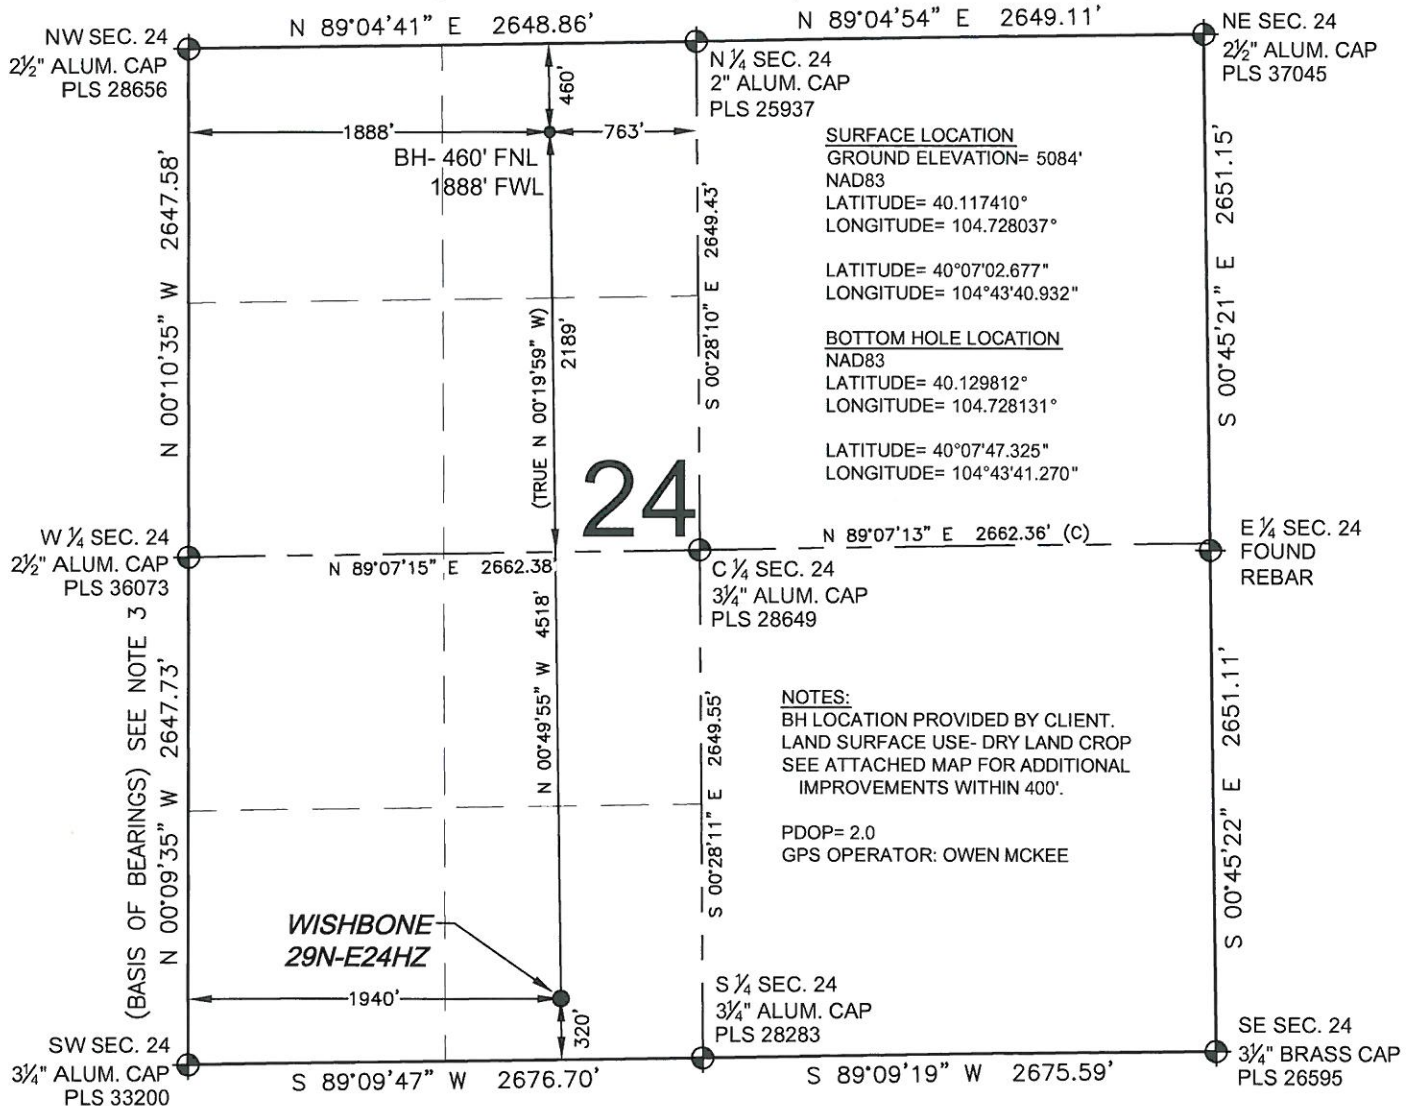 N 89°04'41" E 2648.86'
N 89°04'54" E 2649.11'
NW SEC. 24
2½" ALUM. CAP
PLS 28656
N ¼ SEC. 24
2" ALUM. CAP
PLS 25937
NE SEC. 24
2½" ALUM. CAP
PLS 37045
460'
1888'
763'
BH- 460' FNL
1888' FWL
SURFACE LOCATION
GROUND ELEVATION= 5084'
NAD83
LATITUDE= 40.117410°
LONGITUDE= 104.728037°
LATITUDE= 40°07'02.677"
LONGITUDE= 104°43'40.932"
BOTTOM HOLE LOCATION
NAD83
LATITUDE= 40.129812°
LONGITUDE= 104.728131°
LATITUDE= 40°07'47.325"
LONGITUDE= 104°43'41.270"
N 00°10'35" W 2647.58'
(TRUE N 00°19'59" W)
2189'
S 00°28'10" E 2649.43'
S 00°45'21" E 2651.15'
24
W ¼ SEC. 24
2½" ALUM. CAP
PLS 36073
N 89°07'15" E 2662.38'
N 89°07'13" E 2662.36' (C)
C ¼ SEC. 24
3¼" ALUM. CAP
PLS 28649
E ¼ SEC. 24
FOUND
REBAR
(BASIS OF BEARINGS) SEE NOTE 3
N 00°09'35" W 2647.73'
N 00°49'55" W 4518'
S 00°28'11" E 2649.55'
S 00°45'22" E 2651.11'
NOTES:
BH LOCATION PROVIDED BY CLIENT.
LAND SURFACE USE- DRY LAND CROP
SEE ATTACHED MAP FOR ADDITIONAL
IMPROVEMENTS WITHIN 400'.
PDOP= 2.0
GPS OPERATOR: OWEN MCKEE
WISHBONE
29N-E24HZ
1940'
320'
SW SEC. 24
3¼" ALUM. CAP
PLS 33200
S ¼ SEC. 24
3¼" ALUM. CAP
PLS 28283
SE SEC. 24
3¼" BRASS CAP
PLS 26595
S 89°09'47" W 2676.70'
S 89°09'19" W 2675.59'